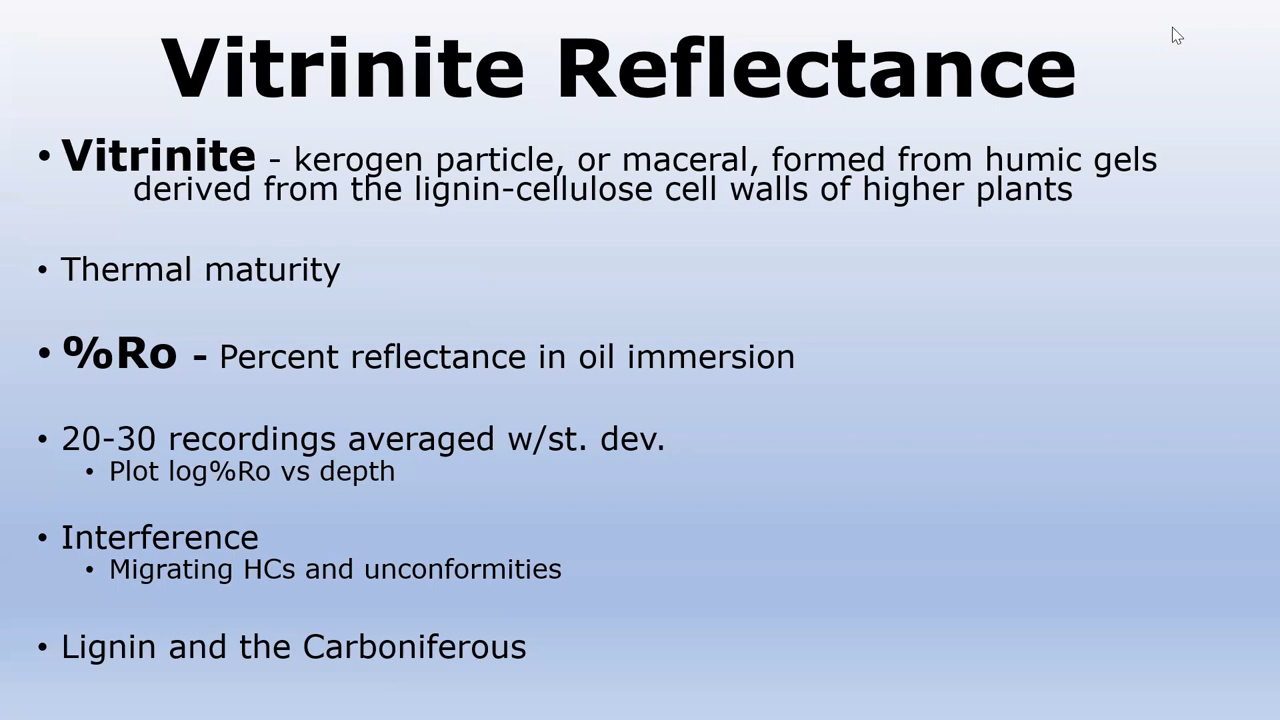 Vitrinite Reflectance
• Vitrinite - kerogen particle, or maceral, formed from humic gels
derived from the lignin-cellulose cell walls of higher plants
• Thermal maturity
• %Ro - Percent reflectance in oil immersion
• 20-30 recordings averaged w/st. dev.
• Plot log%Ro vs depth
• Interference
• Migrating HCs and unconformities
• Lignin and the Carboniferous